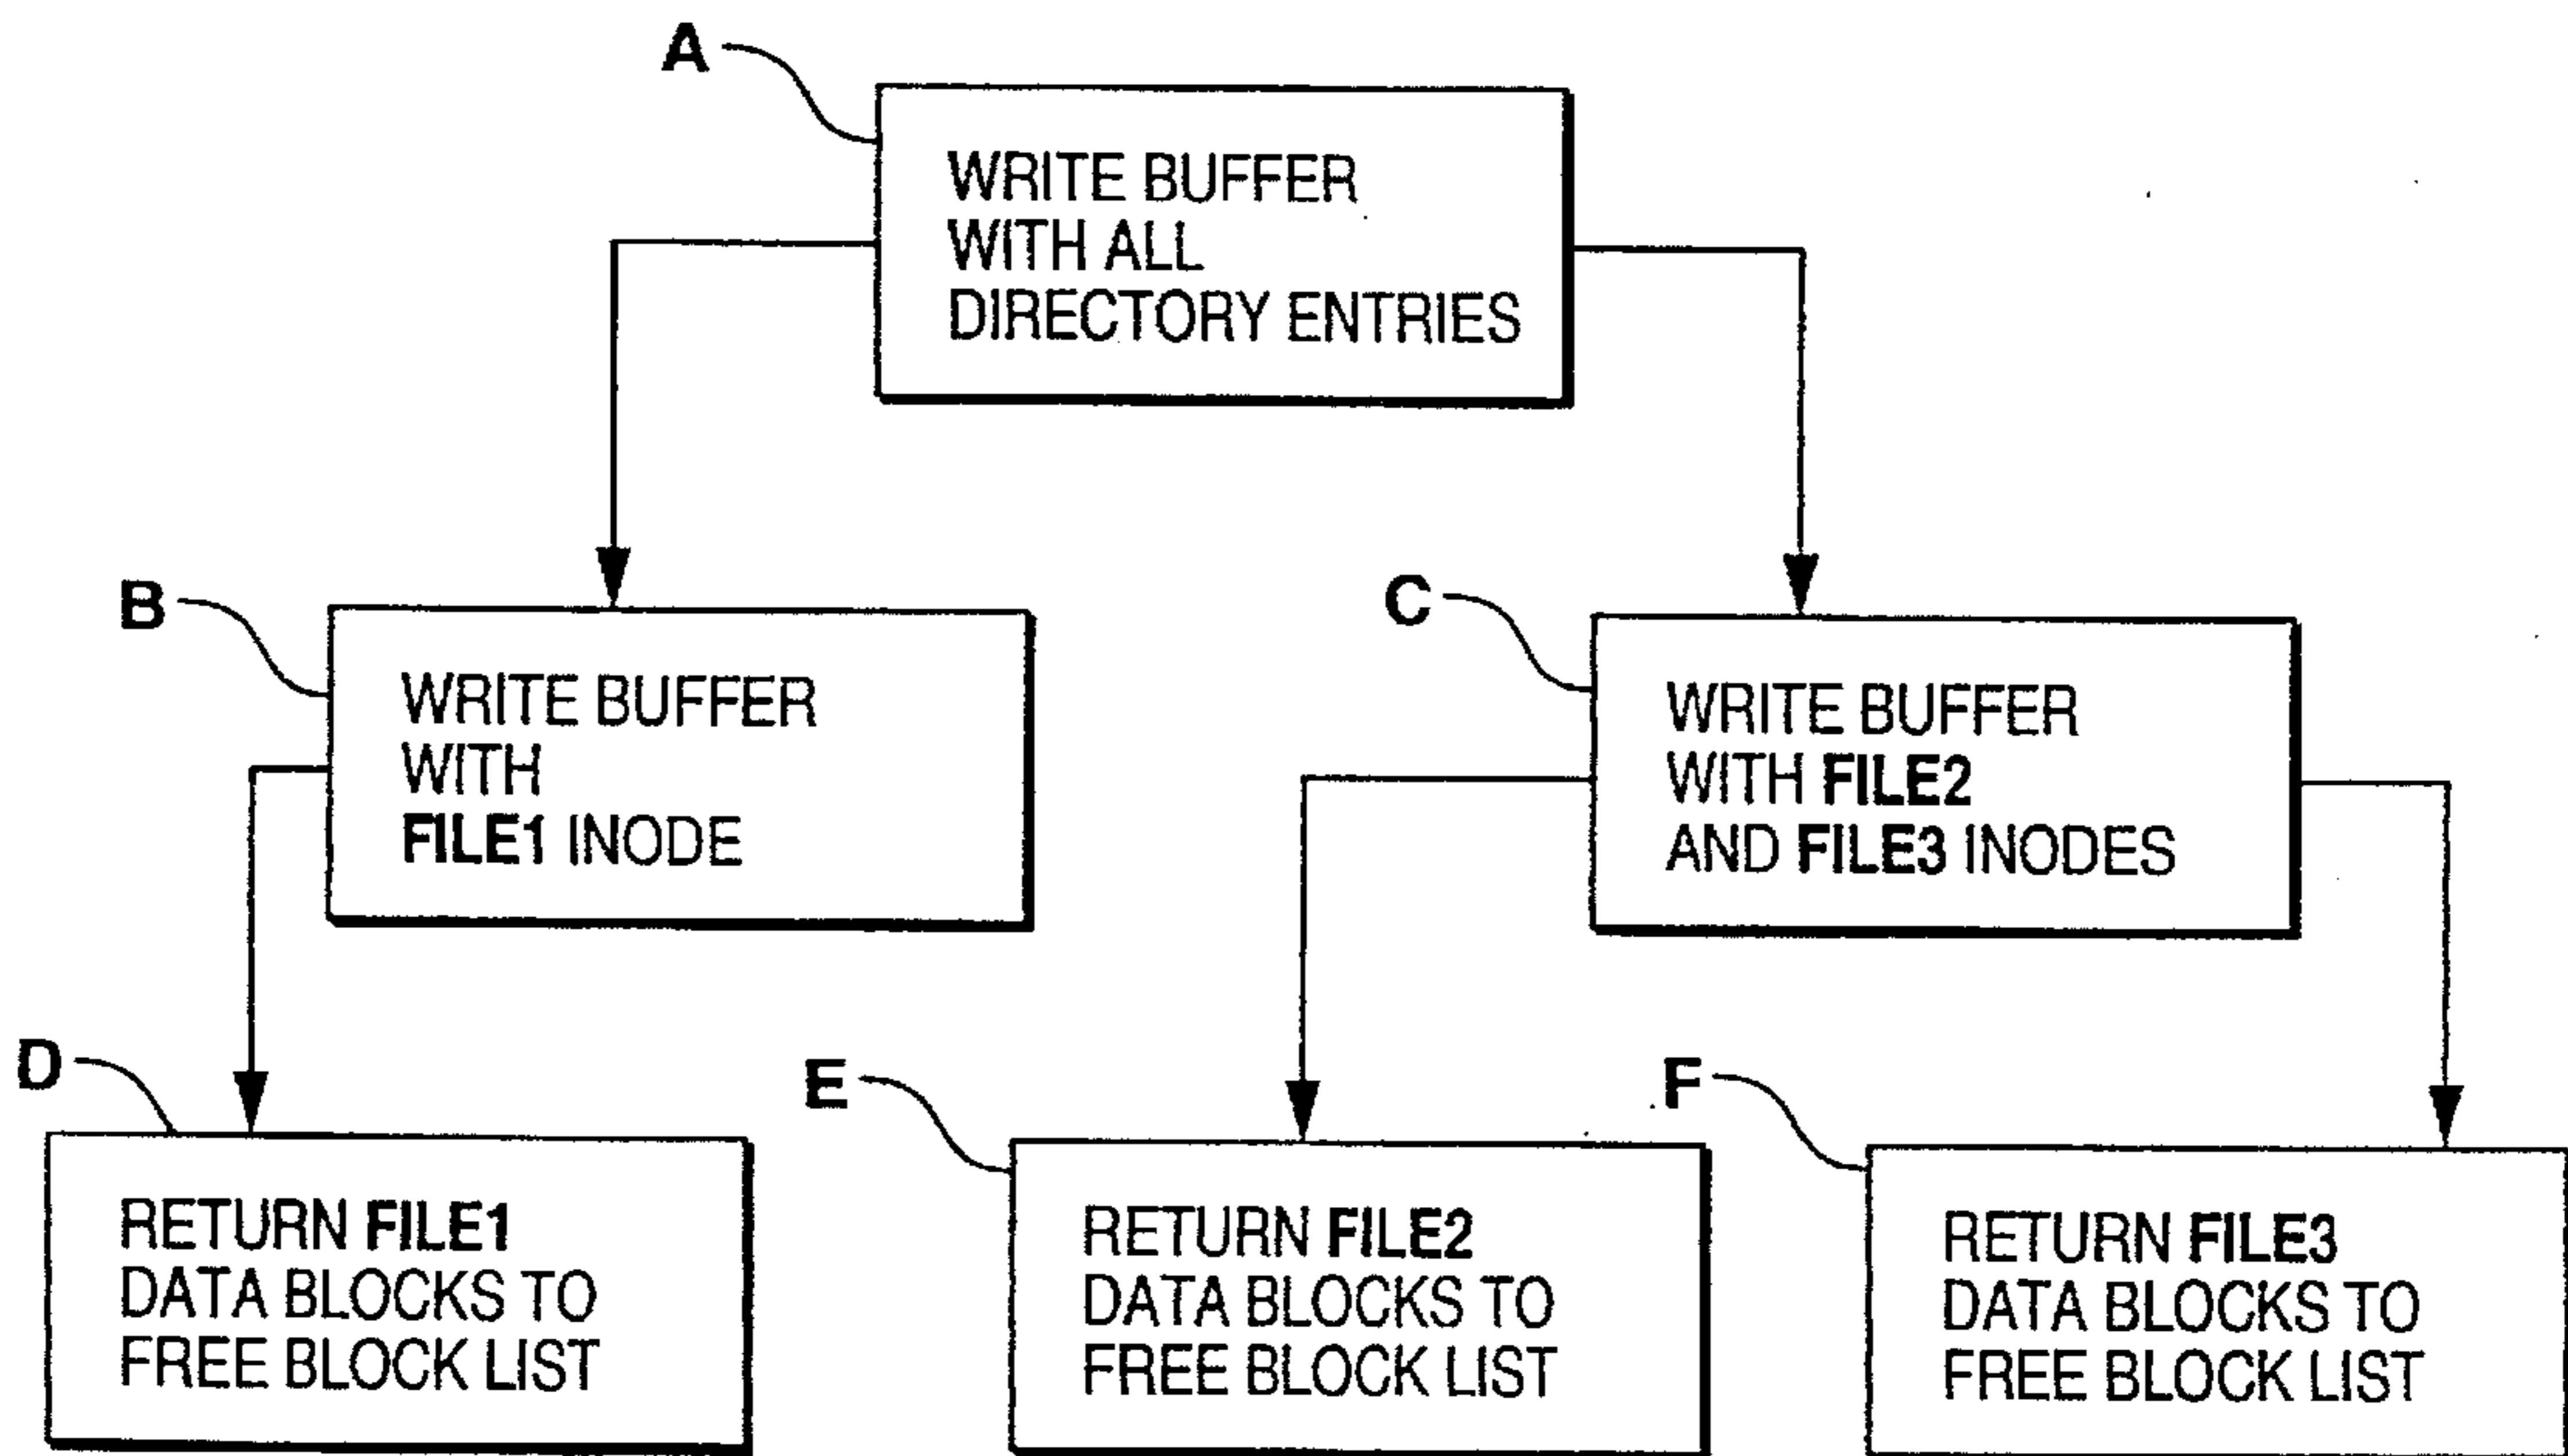 A
WRITE BUFFER
WITH ALL
DIRECTORY ENTRIES
B
WRITE BUFFER
WITH
FILE1 INODE
C
WRITE BUFFER
WITH FILE2
AND FILE3 INODES
D
RETURN FILE1
DATA BLOCKS TO
FREE BLOCK LIST
E
RETURN FILE2
DATA BLOCKS TO
FREE BLOCK LIST
F
RETURN FILE3
DATA BLOCKS TO
FREE BLOCK LIST